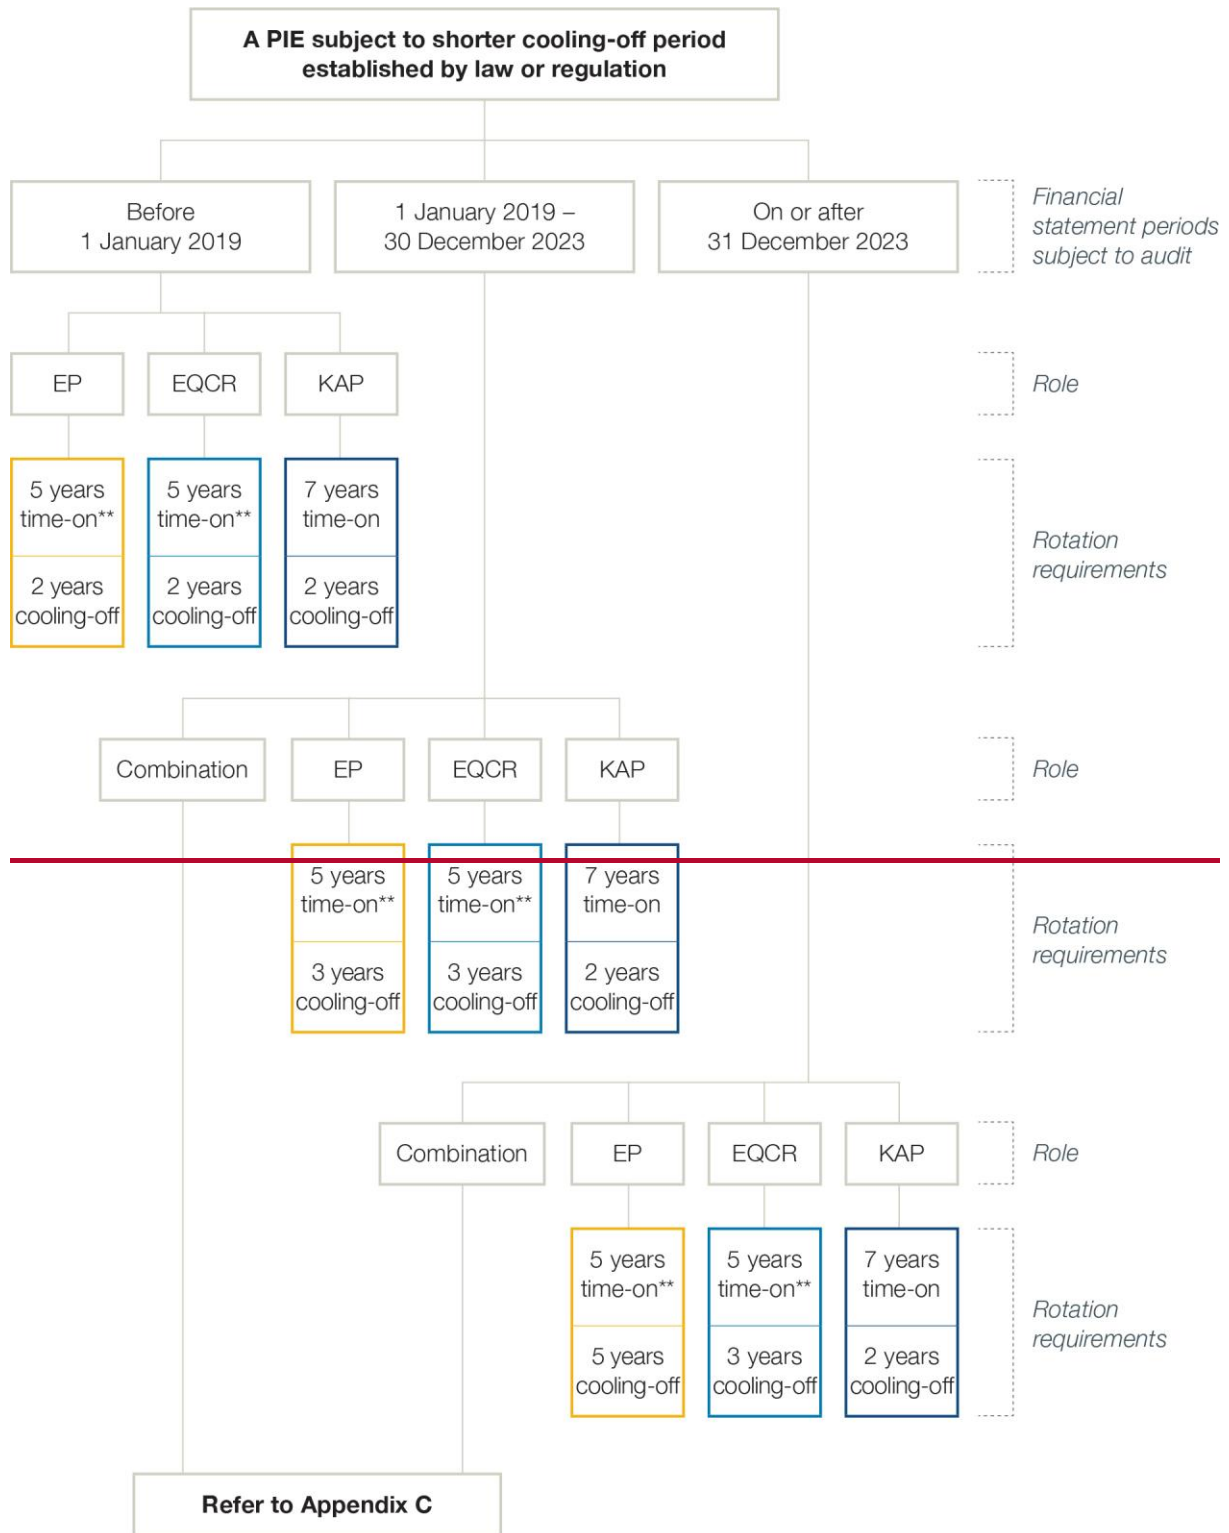 A PIE subject to shorter cooling-off period
established by law or regulation
Before
1 January 2019
1 January 2019 –
30 December 2023
On or after
31 December 2023
Financial
statement periods
subject to audit
EP
EQCR
KAP
Role
5 years
time-on**
2 years
cooling-off
5 years
time-on**
2 years
cooling-off
7 years
time-on
2 years
cooling-off
Rotation
requirements
Combination
EP
EQCR
KAP
Role
5 years
time-on**
3 years
cooling-off
5 years
time-on**
3 years
cooling-off
7 years
time-on
2 years
cooling-off
Rotation
requirements
Combination
EP
EQCR
KAP
Role
5 years
time-on**
5 years
cooling-off
5 years
time-on**
3 years
cooling-off
7 years
time-on
2 years
cooling-off
Rotation
requirements
Refer to Appendix C